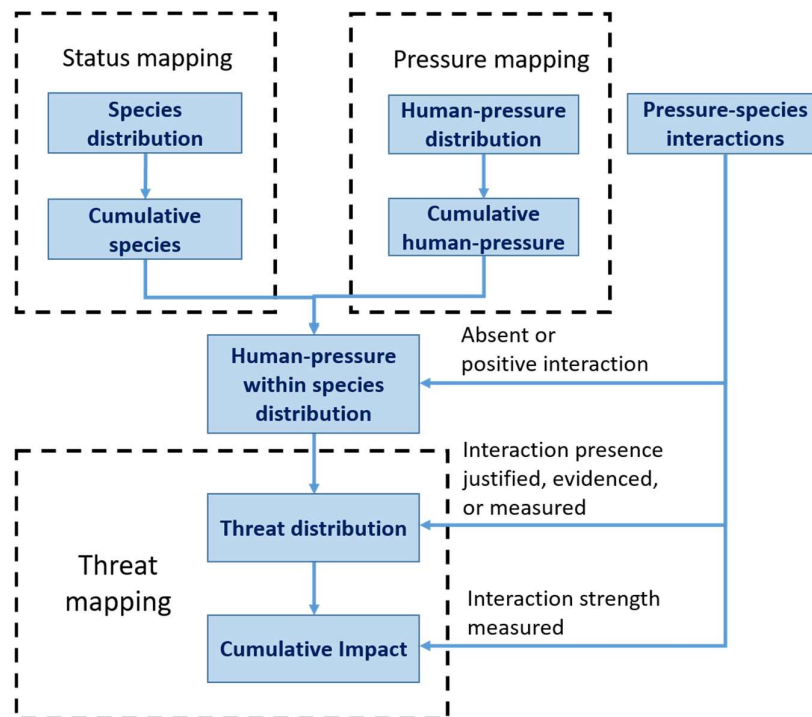 Status mapping
Species
distribution
Cumulative
species
Pressure mapping
Human-pressure
distribution
Cumulative
human-pressure
Pressure-species
interactions
Human-pressure
within species
distribution
Absent or
positive interaction
Interaction presence
justified, evidenced,
or measured
Threat
mapping
Threat distribution
Interaction strength
measured
Cumulative Impact